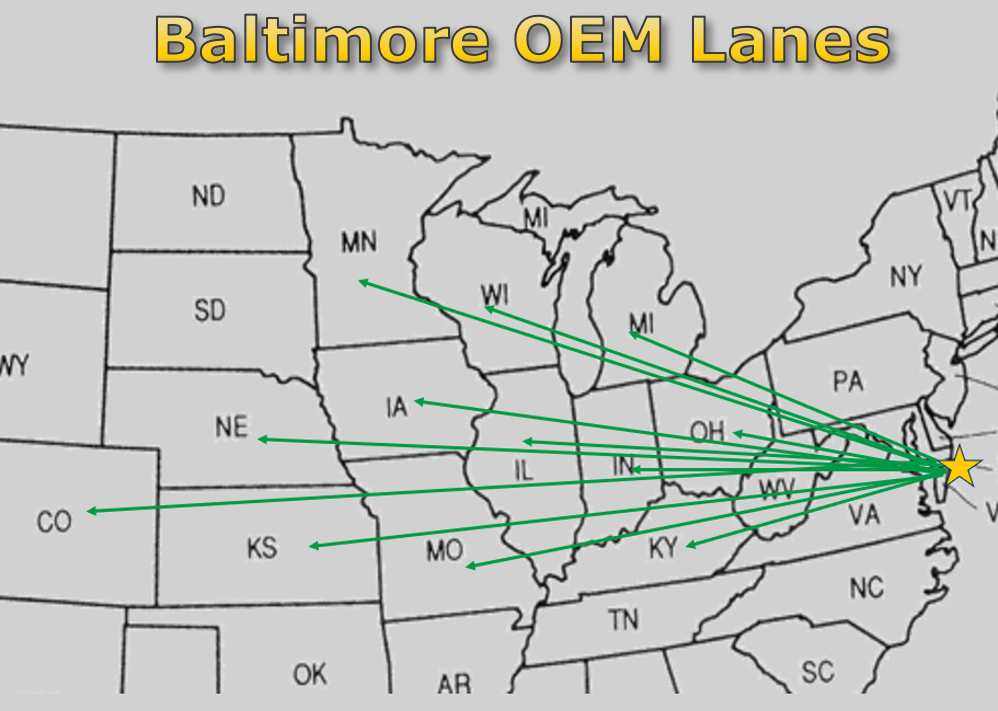 Baltimore OEM Lanes
ND
MN
MI
VT
N
WI
NY
SD
MI
WY
PA
IA
NE
OH
IL
IN
WV
CO
VA
V
KS
MO
KY
NC
TN
OK
AR
SC